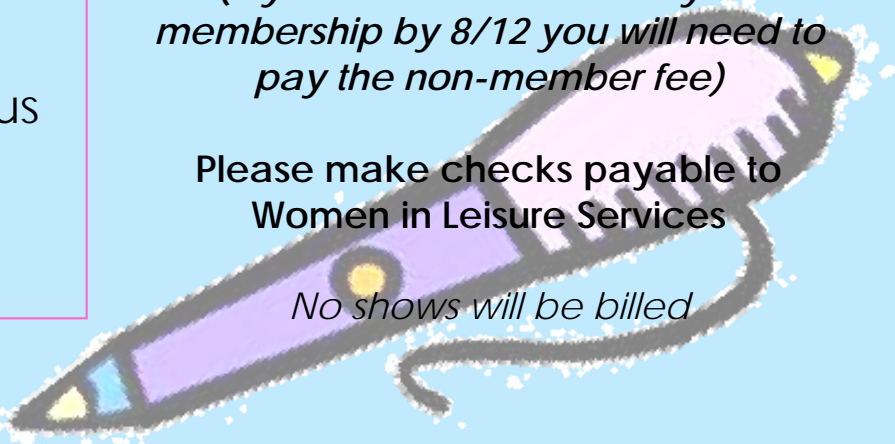 membership by 8/12 you will need to
pay the non-member fee)
us
Please make checks payable to
Women in Leisure Services
No shows will be billed